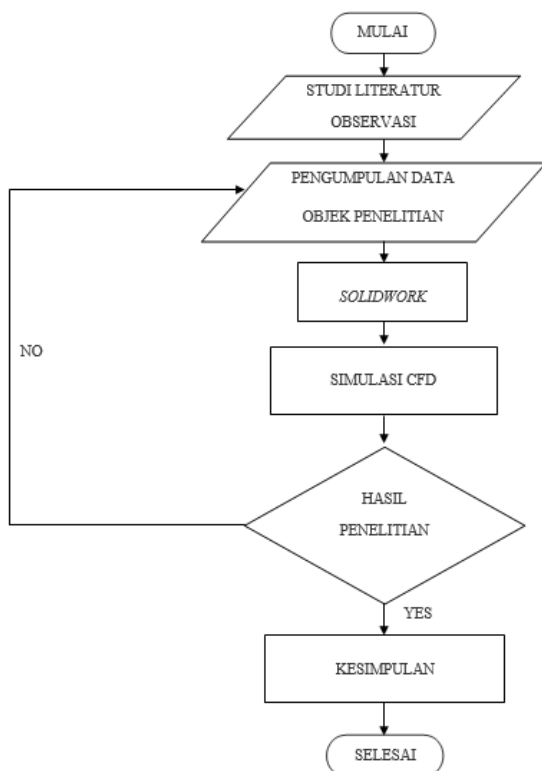 MULAI
STUDI LITERATUR
OBSERVASI
PENGUMPULAN DATA
OBJEK PENELITIAN
SOLIDWORK
NO
SIMULASI CFD
HASIL
PENELITIAN
YES
KESIMPULAN
SELESAI